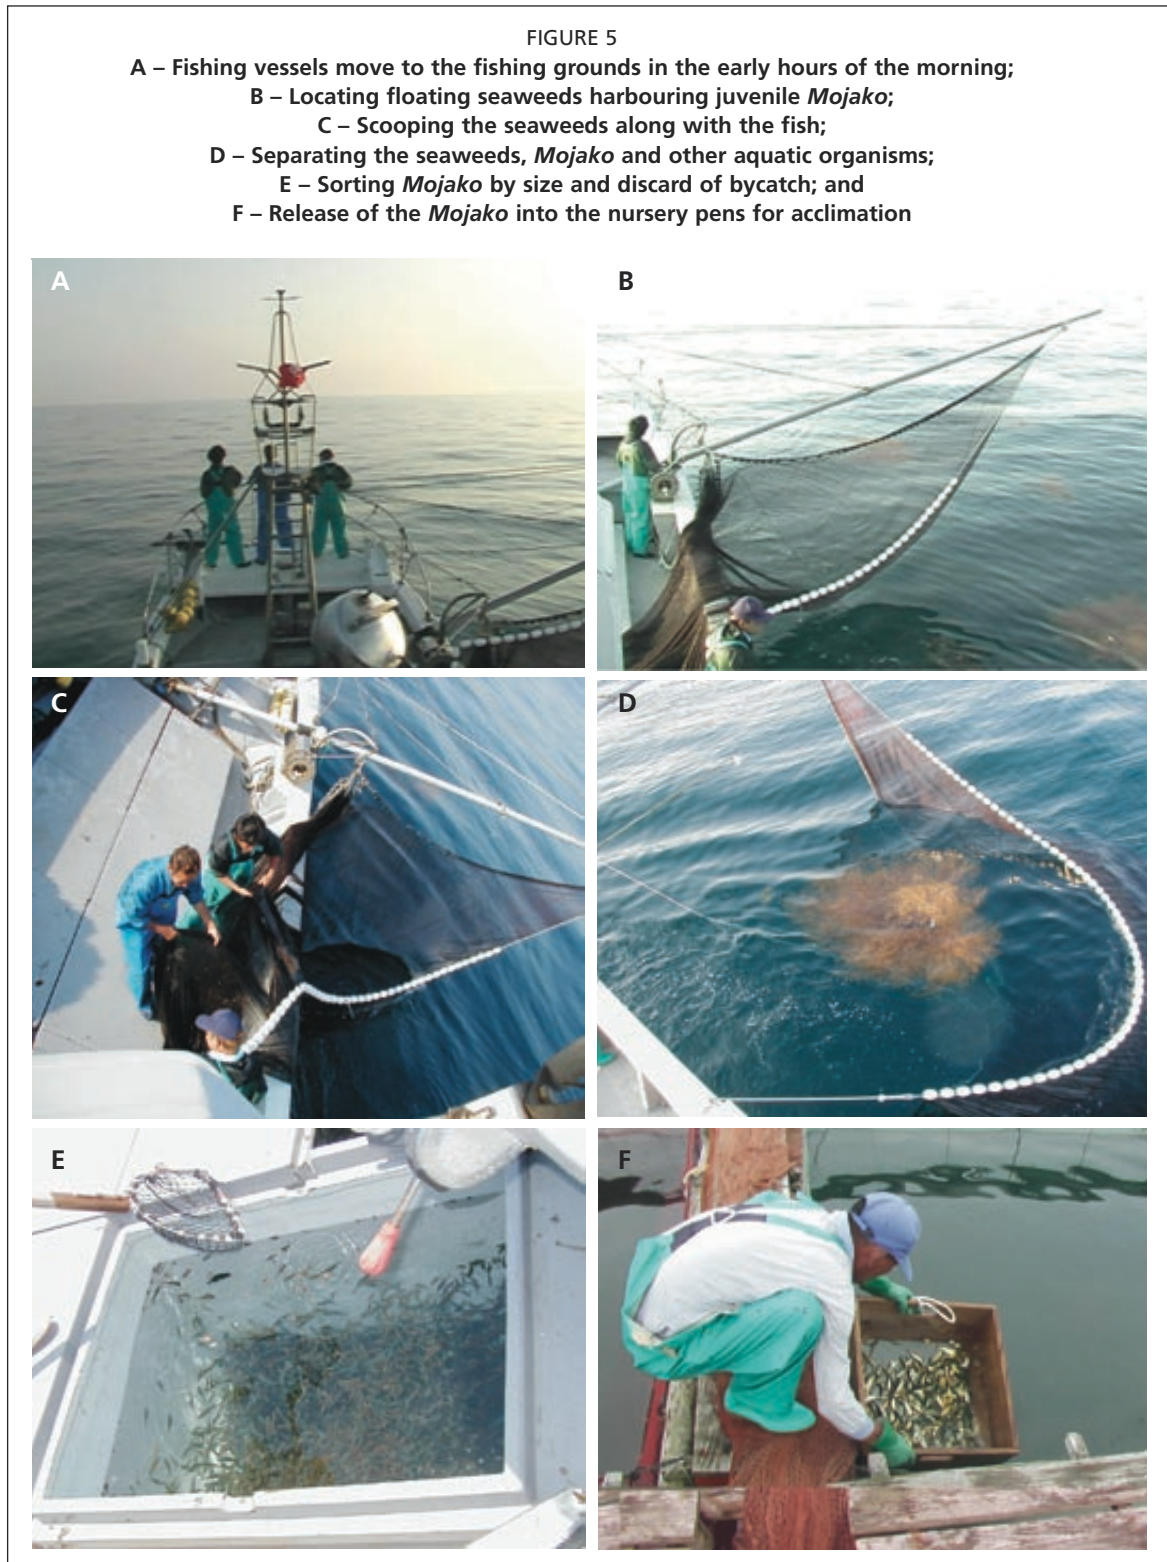 FIGURE 5
A – Fishing vessels move to the fishing grounds in the early hours of the morning;
B – Locating floating seaweeds harbouring juvenile Mojako;
C – Scooping the seaweeds along with the fish;
D – Separating the seaweeds, Mojako and other aquatic organisms;
E – Sorting Mojako by size and discard of bycatch; and
F – Release of the Mojako into the nursery pens for acclimation
A
B
C
D
E
F